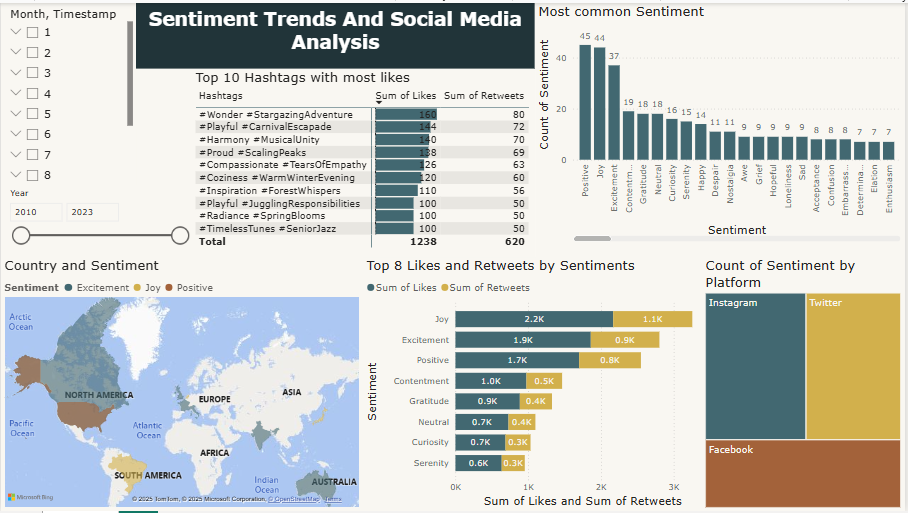 Month, Timestamp
1
2
3
4
5
6
7
8
Year
2010 2023
Sentiment Trends And Social Media
Analysis
Top 10 Hashtags with most likes
Hashtags Sum of Likes Sum of Retweets
#Wonder #StargazingAdventure 160 80
#Playful #CarnivalEscapade 144 72
#Harmony #MusicalUnity 140 70
#Proud #ScalingPeaks 138 69
#Compassionate #TearsOfEmpathy 126 63
#Coziness #WarmWinterEvening 120 60
#Inspiration #ForestWhispers 110 56
#Playful #JugglingResponsibilities 100 50
#Radiance #SpringBlooms 100 50
#TimelessTunes #SeniorJazz 100 50
Total 1238 620
Most common Sentiment
Count of Sentiment
40
20
0
45 44 37 19 18 18 16 15 14 11 11 9 9 9 9 9 8 8 8 7 7 7
Positive
Joy
Excitement
Contentm...
Gratitude
Neutral
Curiosity
Serenity
Happy
Despair
Nostalgia
Awe
Grief
Hopeful
Loneliness
Sad
Acceptance
Confusion
Embarrass...
Determina...
Elation
Enthusiasm
Sentiment
Country and Sentiment
Sentiment Excitement Joy Positive
Arctic
Ocean
NORTH AMERICA
EUROPE
ASIA
Pacific
Ocean
Atlantic
Ocean
AFRICA
SOUTH AMERICA
Indian
Ocean
AUSTRALIA
Microsoft Bing
© 2025 TomTom, © 2025 Microsoft Corporation, © OpenStreetMap Terms
Top 8 Likes and Retweets by Sentiments
Sum of Likes Sum of Retweets
Sentiment
Joy 2.2K 1.1K
Excitement 1.9K 0.9K
Positive 1.7K 0.8K
Contentment 1.0K 0.5K
Gratitude 0.9K 0.4K
Neutral 0.7K 0.4K
Curiosity 0.7K 0.3K
Serenity 0.6K 0.3K
0K 1K 2K 3K
Sum of Likes and Sum of Retweets
Count of Sentiment by
Platform
Instagram
Twitter
Facebook